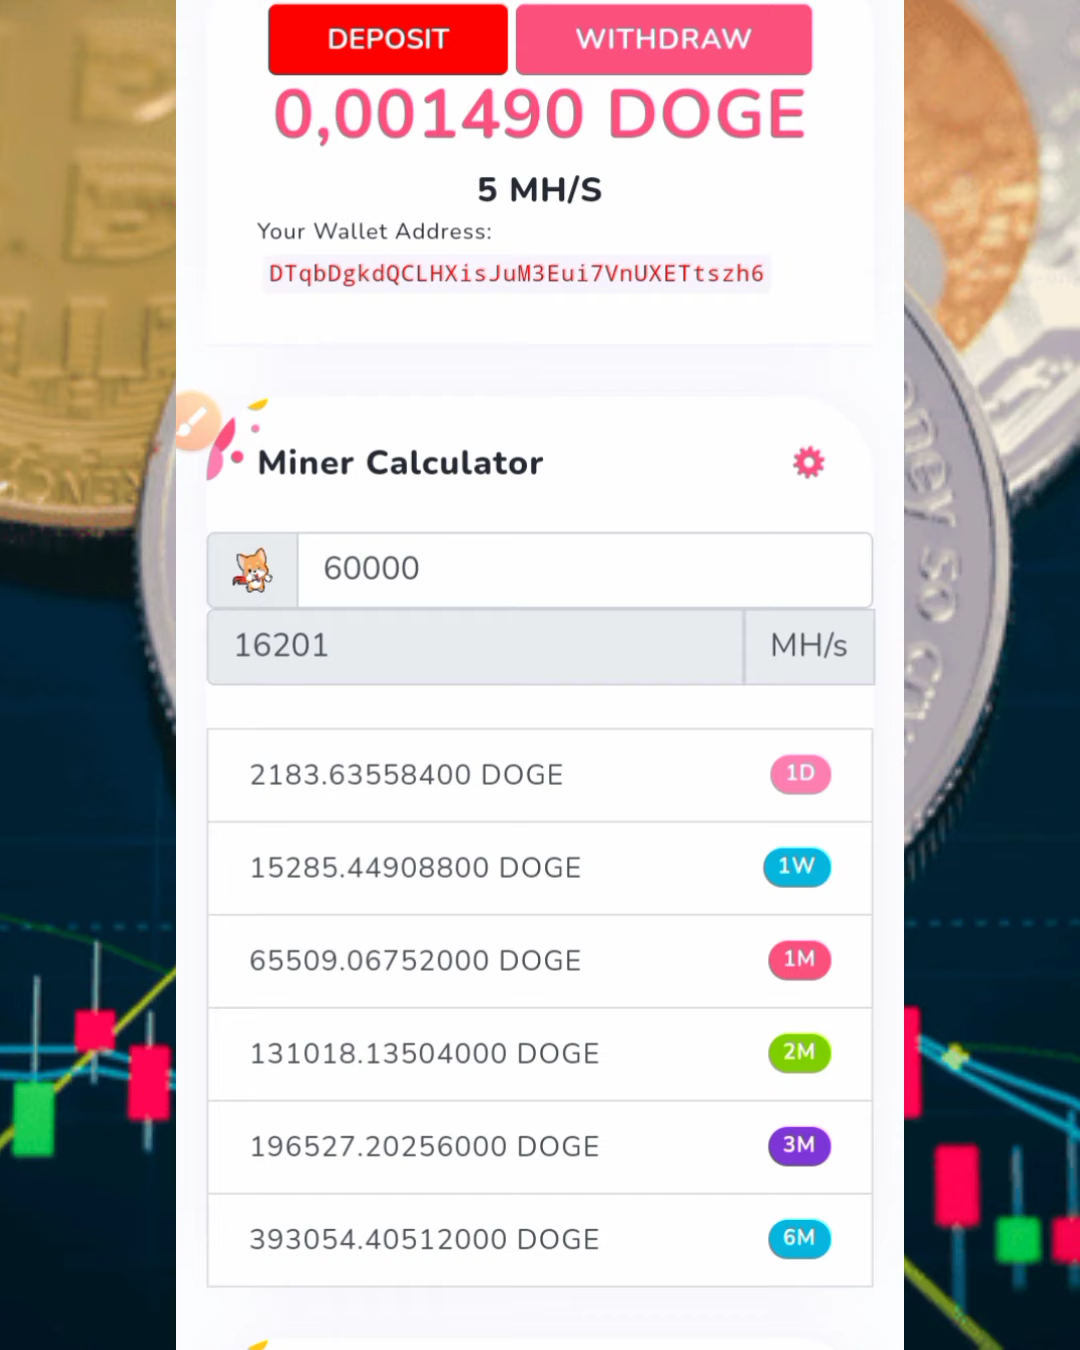 DEPOSIT
WITHDRAW
0,001490 DOGE
5 MH/S
Your Wallet Address:
DTqbDgkdQCLHXisJuM3Eui7VnUXETtszh6
Miner Calculator
60000
16201
MH/s
2183.63558400 DOGE
1D
15285.44908800 DOGE
1W
65509.06752000 DOGE
1M
131018.13504000 DOGE
2M
196527.20256000 DOGE
3M
393054.40512000 DOGE
6M